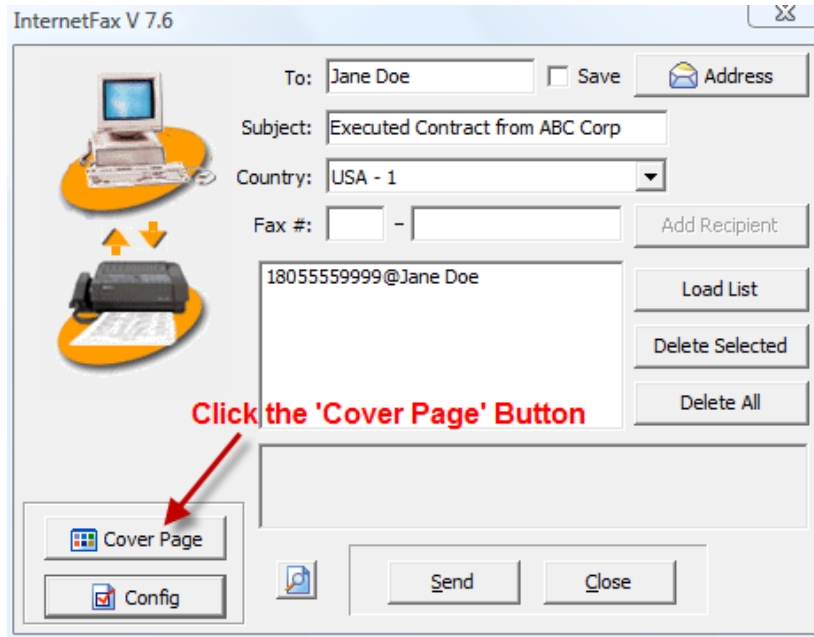 InternetFax V 7.6
To: Jane Doe Save Address
Subject: Executed Contract from ABC Corp
Country: USA - 1
Fax #: - Add Recipient
18055559999@Jane Doe
Load List
Delete Selected
Delete All
Click the 'Cover Page' Button
Cover Page
Config
Send Close